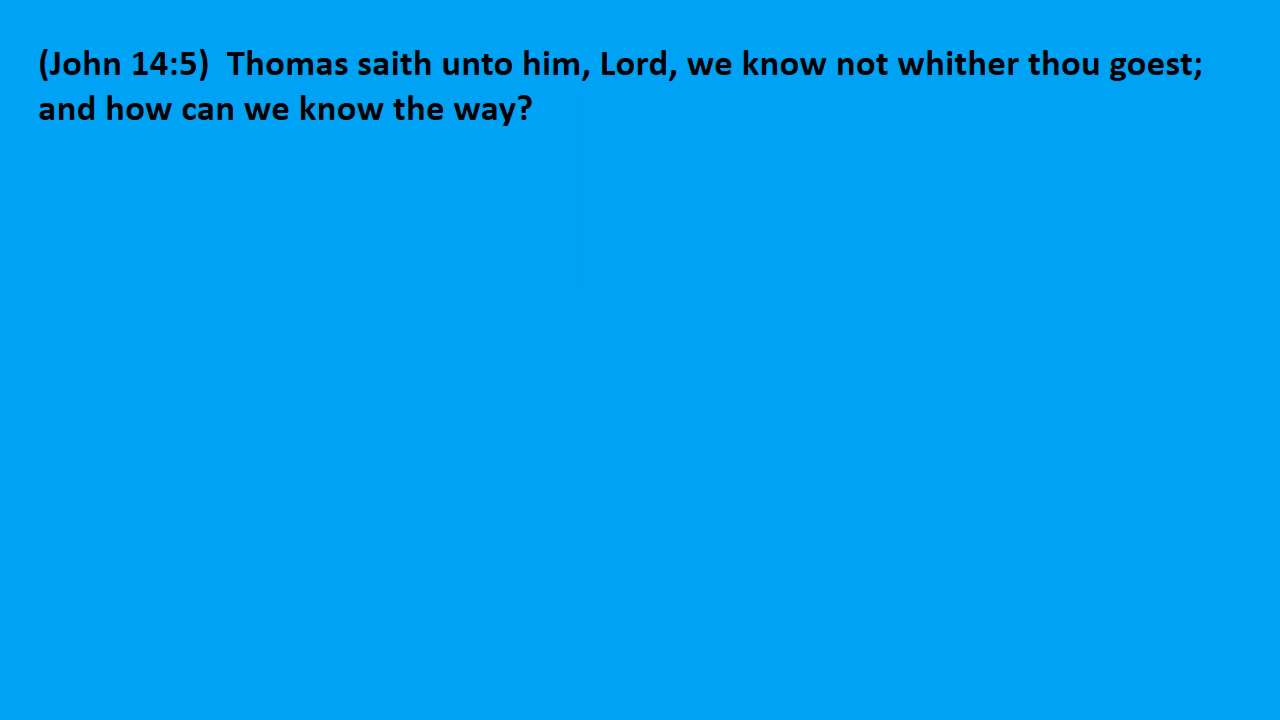 (John 14:5)  Thomas saith unto him, Lord, we know not whither thou goest;
and how can we know the way?